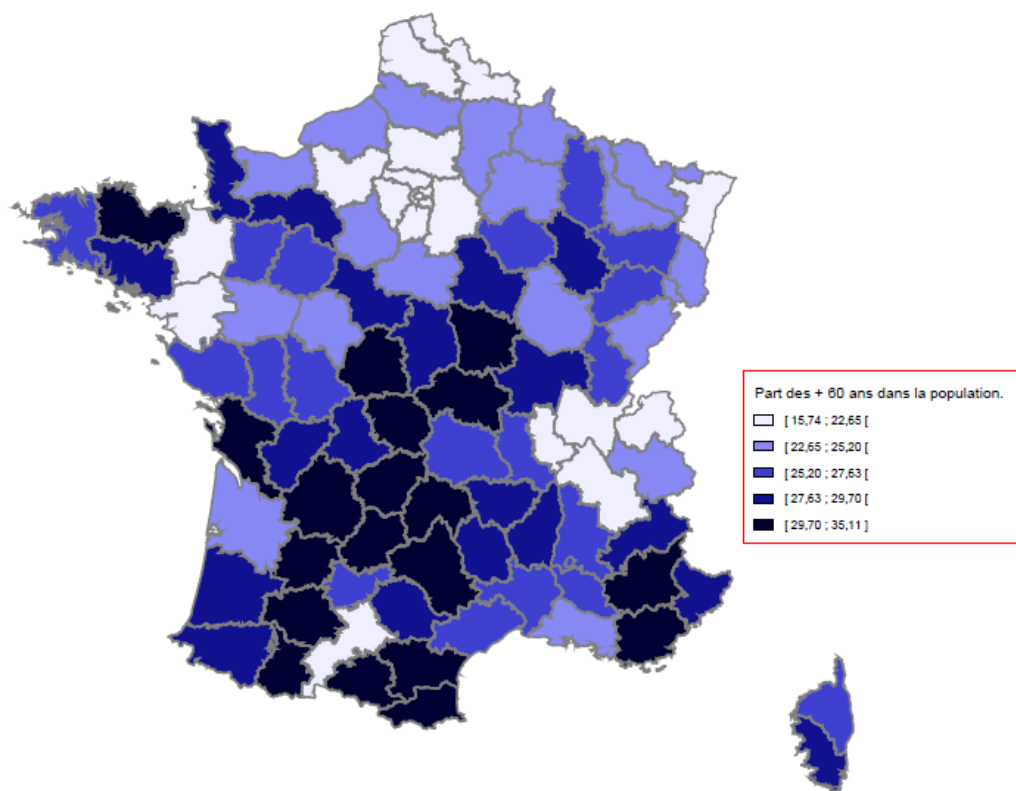 Part des + 60 ans dans la population.
[ 15,74 ; 22,65 [
[ 22,65 ; 25,20 [
[ 25,20 ; 27,63 [
[ 27,63 ; 29,70 [
[ 29,70 ; 35,11 ]